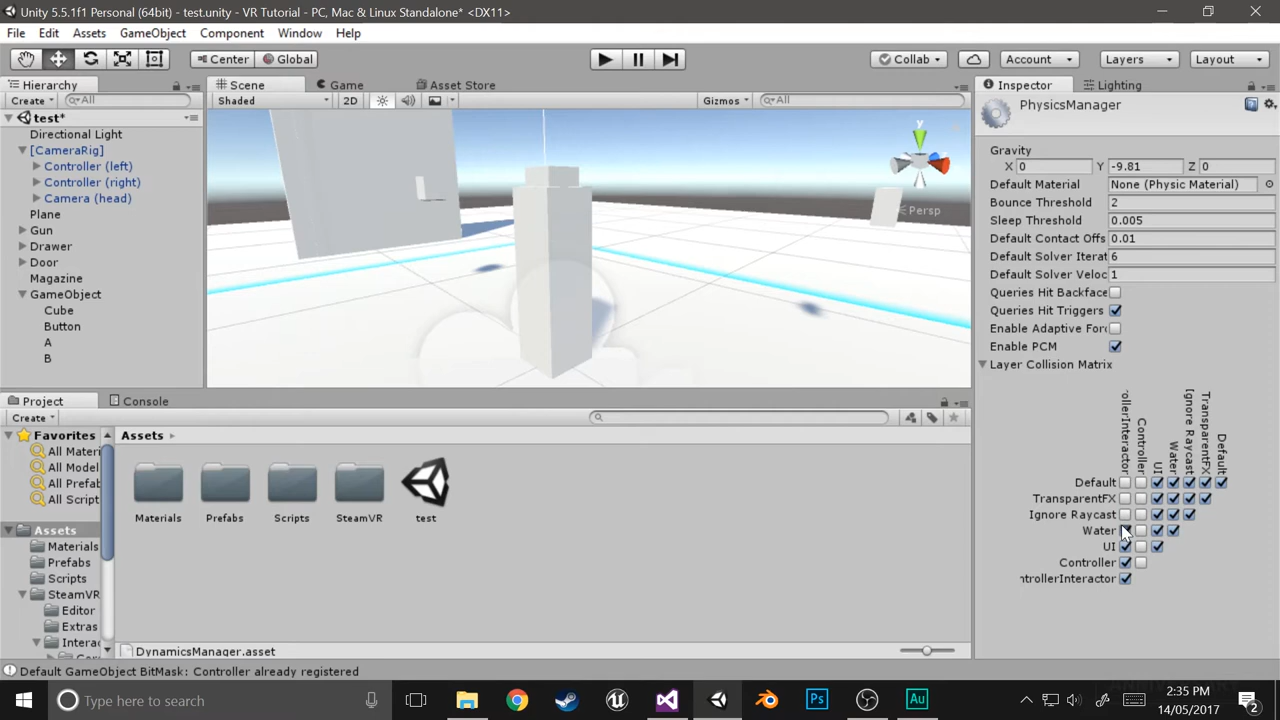 Unity 5.5.1f1 Personal (64bit) - test.unity - VR Tutorial - PC, Mac & Linux Standalone* <DX11>
File Edit Assets GameObject Component Window Help
Center Global Collab Account Layers Layout
Hierarchy
Create All
test*
Directional Light
[CameraRig]
Controller (left)
Controller (right)
Camera (head)
Plane
Gun
Drawer
Door
Magazine
GameObject
Cube
Button
A
B
Scene Game Asset Store
Shaded 2D Gizmos All
y
Persp
Inspector Lighting
PhysicsManager
Gravity
X 0 Y -9.81 Z 0
Default Material None (Physic Material)
Bounce Threshold 2
Sleep Threshold 0.005
Default Contact Offs 0.01
Default Solver Iterat 6
Default Solver Veloc 1
Queries Hit Backface
Queries Hit Triggers
Enable Adaptive Forc
Enable PCM
Layer Collision Matrix
ollerInteractor
Controller
UI
Water
Ignore Raycast
TransparentFX
Default
Default
TransparentFX
Ignore Raycast
Water
UI
Controller
ntrollerInteractor
Project Console
Create
Favorites
All Materi
All Model
All Prefab
All Script
Assets
Materials
Prefabs
Scripts
SteamVR
Editor
Extras
Intera
Assets
Materials Prefabs Scripts SteamVR test
DynamicsManager.asset
Default GameObject BitMask: Controller already registered
Type here to search
Ps
Au
2:35 PM
14/05/2017
2